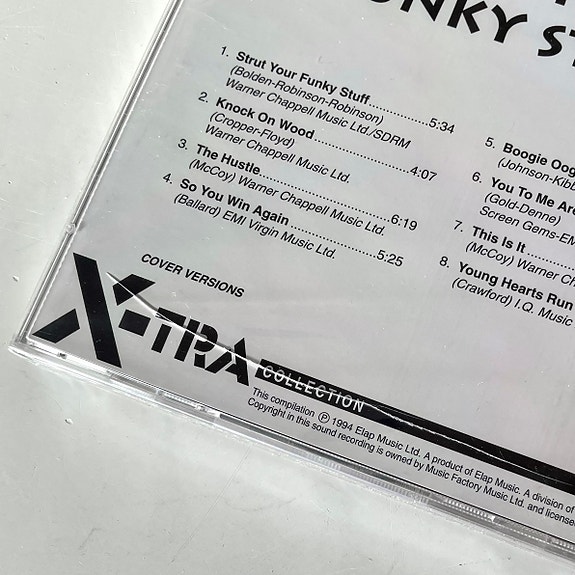 UNKY ST
1. Strut Your Funky Stuff..............5:34
(Bolden-Robinson-Robinson)
Warner Chappell Music Ltd./SDRM
2. Knock On Wood....................4:07
(Cropper-Floyd)
Warner Chappell Music Ltd.
3. The Hustle..........................6:19
(McCoy) Warner Chappell Music Ltd.
4. So You Win Again..................5:25
(Ballard) EMI Virgin Music Ltd.
5. Boogie Oog
(Johnson-Kibb
6. You To Me Are
(Gold-Denne)
Screen Gems-EM
7. This Is It
(McCoy) Warner C
8. Young Hearts Run
(Crawford) I.Q. Music
COVER VERSIONS
X-TRA
COLLECTION
This compilation ℗ 1994 Elap Music Ltd. A product of Elap Music. A division of
Copyright in this sound recording is owned by Music Factory Music Ltd. and license